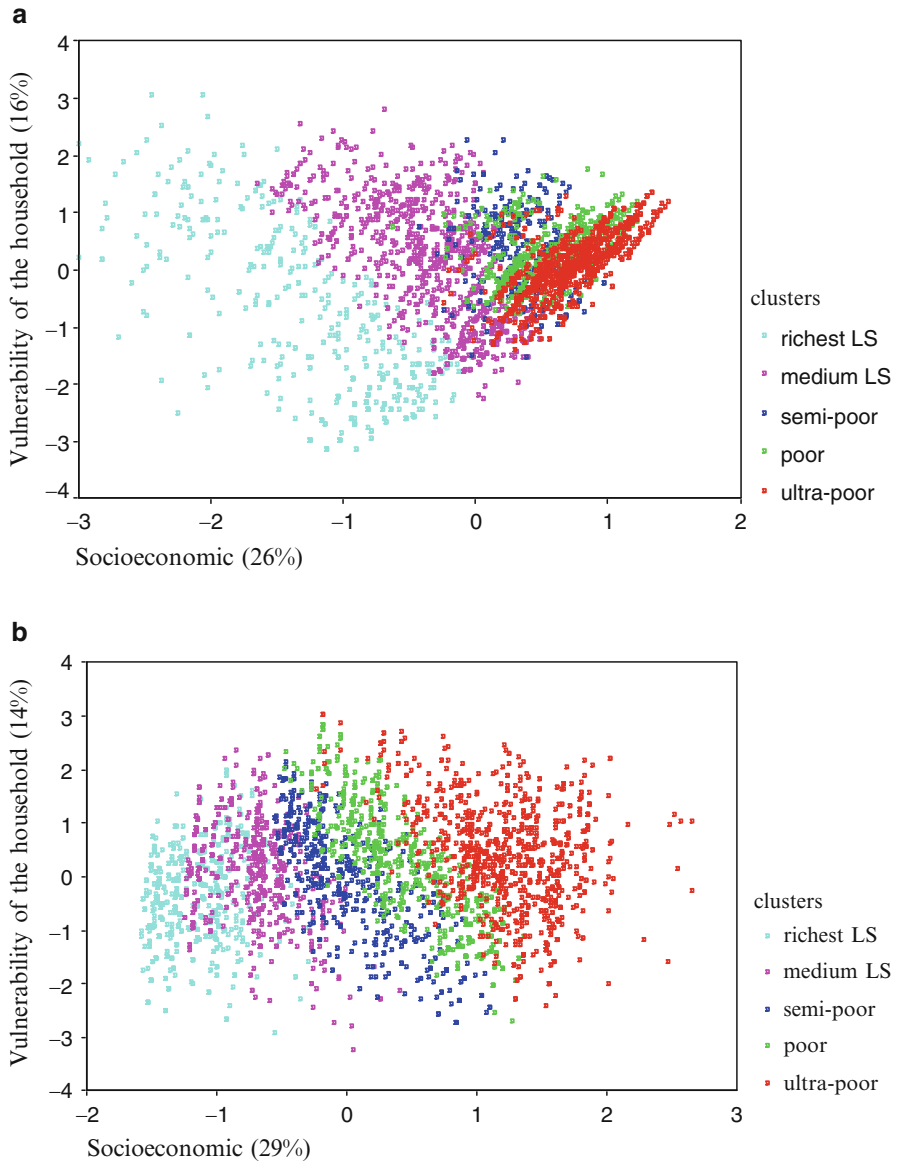 a
Vulnerability of the household (16%)
4
3
2
1
0
−1
−2
−3
−4
−3 −2 −1 0 1 2
Socioeconomic (26%)
clusters
richest LS
medium LS
semi-poor
poor
ultra-poor
b
Vulnerability of the household (14%)
4
3
2
1
0
−1
−2
−3
−4
−2 −1 0 1 2 3
Socioeconomic (29%)
clusters
richest LS
medium LS
semi-poor
poor
ultra-poor